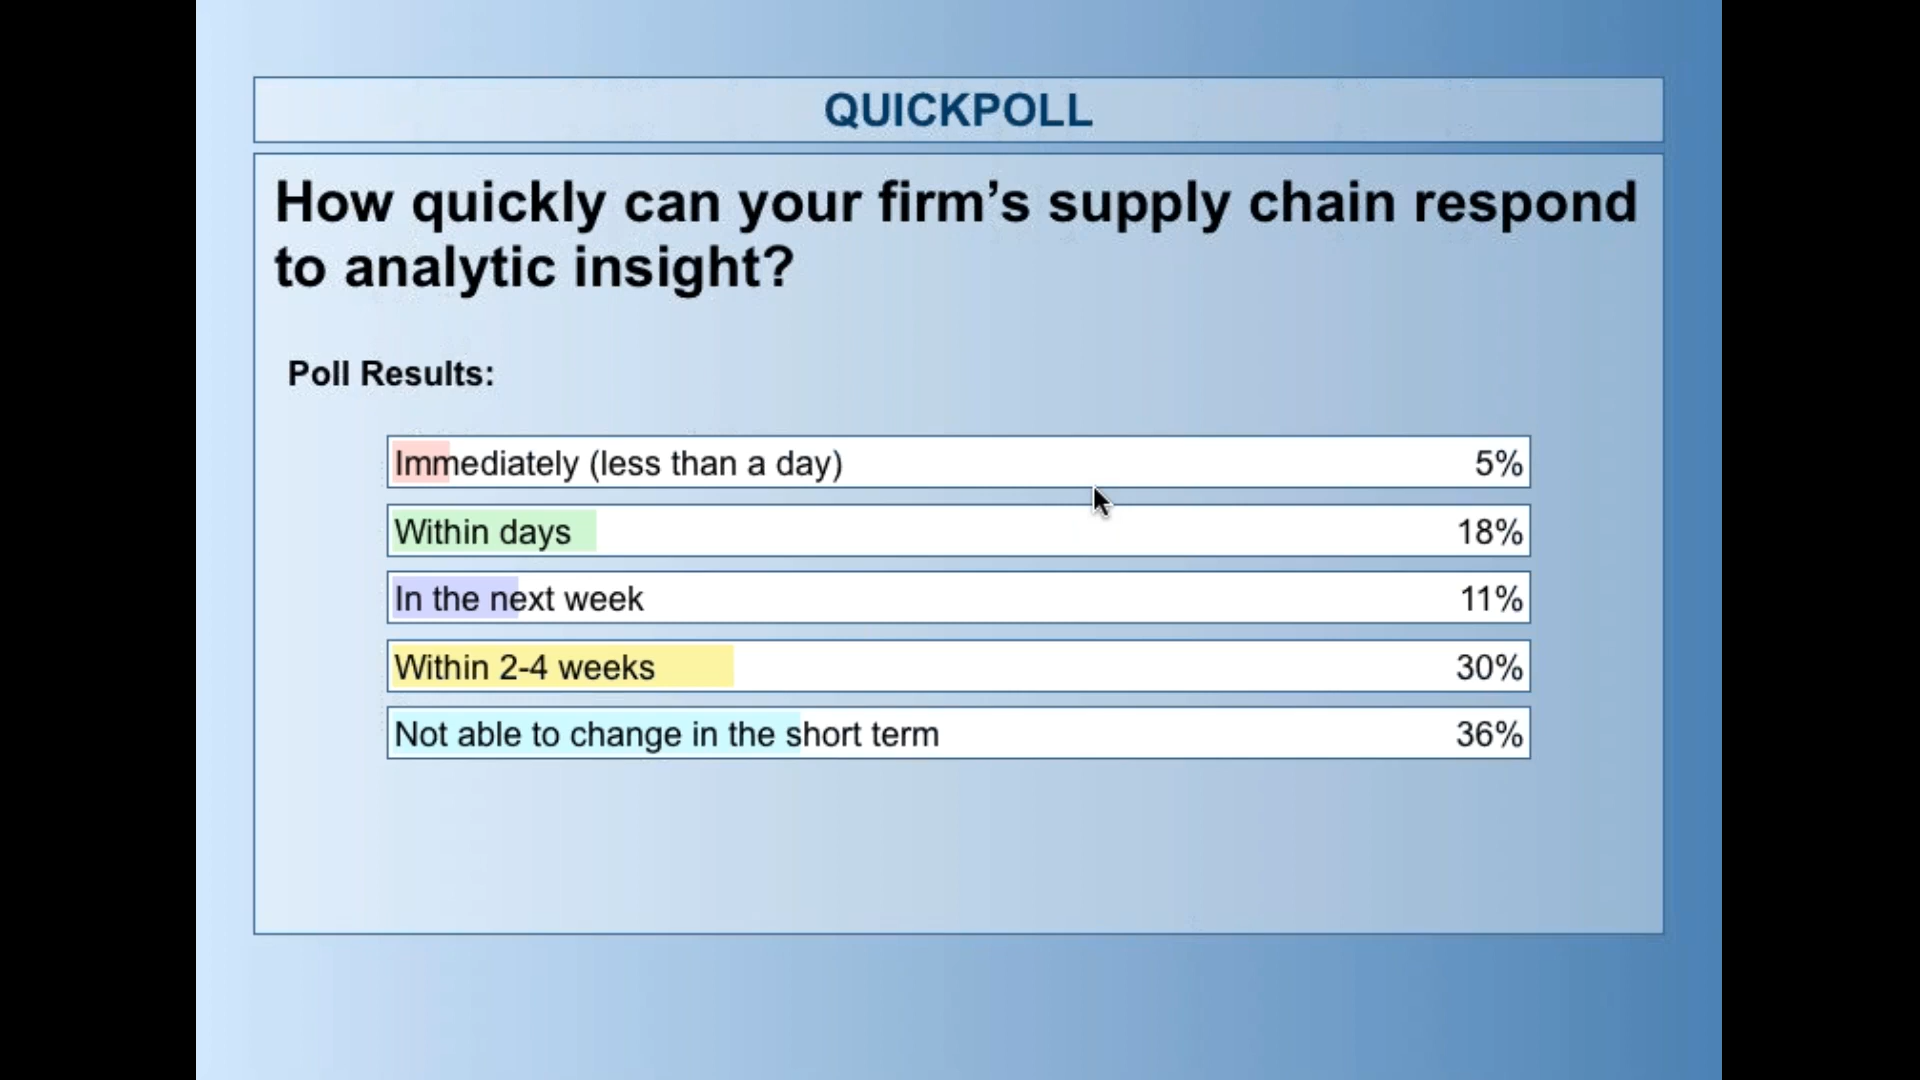 QUICKPOLL
How quickly can your firm’s supply chain respond
to analytic insight?
Poll Results:
Immediately (less than a day) 5%
Within days 18%
In the next week 11%
Within 2-4 weeks 30%
Not able to change in the short term 36%